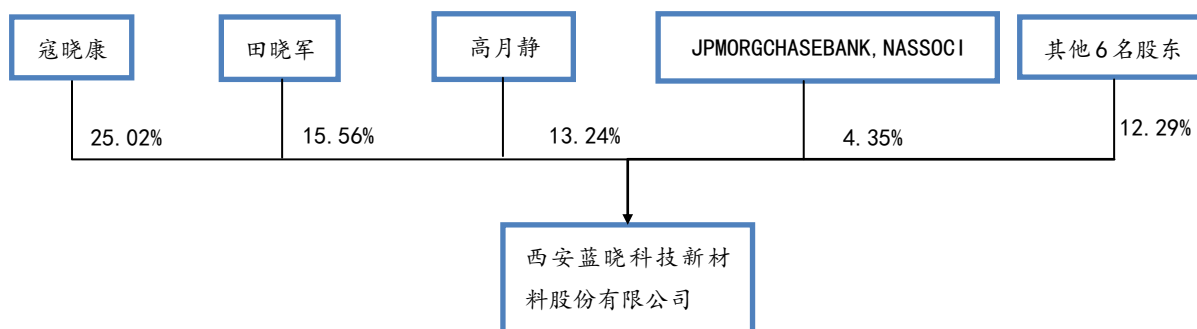 寇晓康
田晓军
高月静
JPMORGCHASEBANK,NASSOCI
其他6名股东
25.02%
15.56%
13.24%
4.35%
12.29%
西安蓝晓科技新材
料股份有限公司